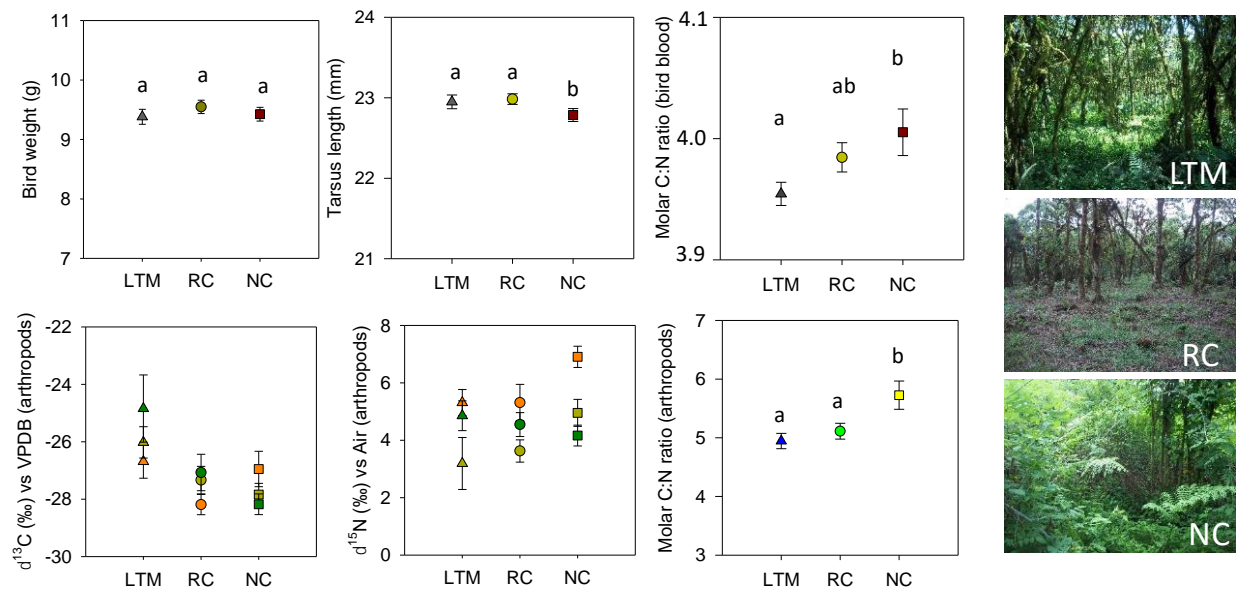 Bird weight (g)
11
10
9
8
7
a
a
a
LTM
RC
NC
Tarsus length (mm)
24
23
22
21
a
a
b
LTM
RC
NC
Molar C:N ratio (bird blood)
4.1
4.0
3.9
a
ab
b
LTM
RC
NC
LTM
RC
NC
d¹³C (‰) vs VPDB (arthropods)
-22
-24
-26
-28
-30
LTM
RC
NC
d¹⁵N (‰) vs Air (arthropods)
8
6
4
2
0
LTM
RC
NC
Molar C:N ratio (arthropods)
7
6
5
4
3
a
a
b
LTM
RC
NC